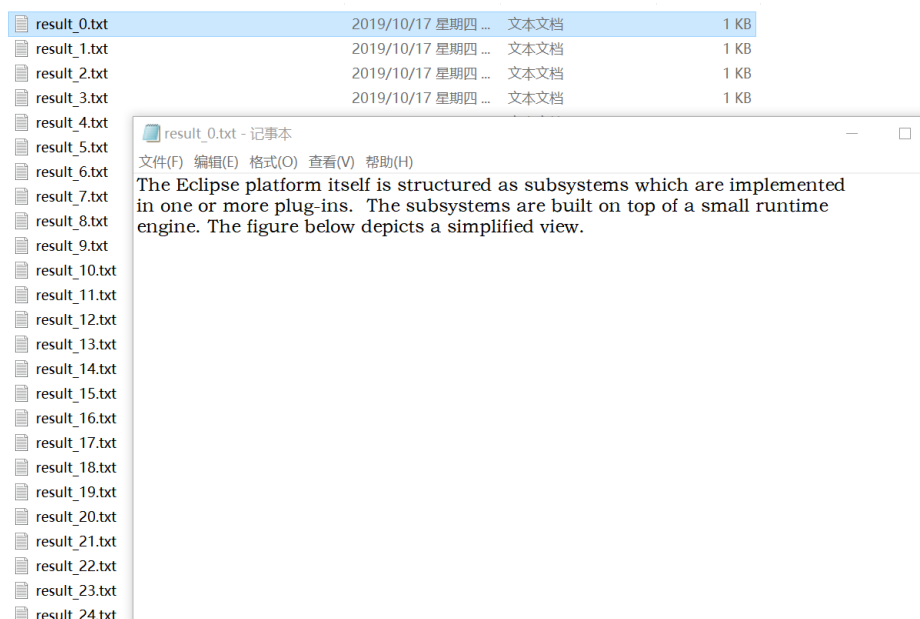 result_0.txt 2019/10/17 星期四 ... 文本文档 1 KB
result_1.txt 2019/10/17 星期四 ... 文本文档 1 KB
result_2.txt 2019/10/17 星期四 ... 文本文档 1 KB
result_3.txt 2019/10/17 星期四 ... 文本文档 1 KB
result_4.txt
result_5.txt
result_6.txt
result_7.txt
result_8.txt
result_9.txt
result_10.txt
result_11.txt
result_12.txt
result_13.txt
result_14.txt
result_15.txt
result_16.txt
result_17.txt
result_18.txt
result_19.txt
result_20.txt
result_21.txt
result_22.txt
result_23.txt
result_24.txt
result_0.txt - 记事本
文件(F) 编辑(E) 格式(O) 查看(V) 帮助(H)
The Eclipse platform itself is structured as subsystems which are implemented
in one or more plug-ins.  The subsystems are built on top of a small runtime
engine. The figure below depicts a simplified view.